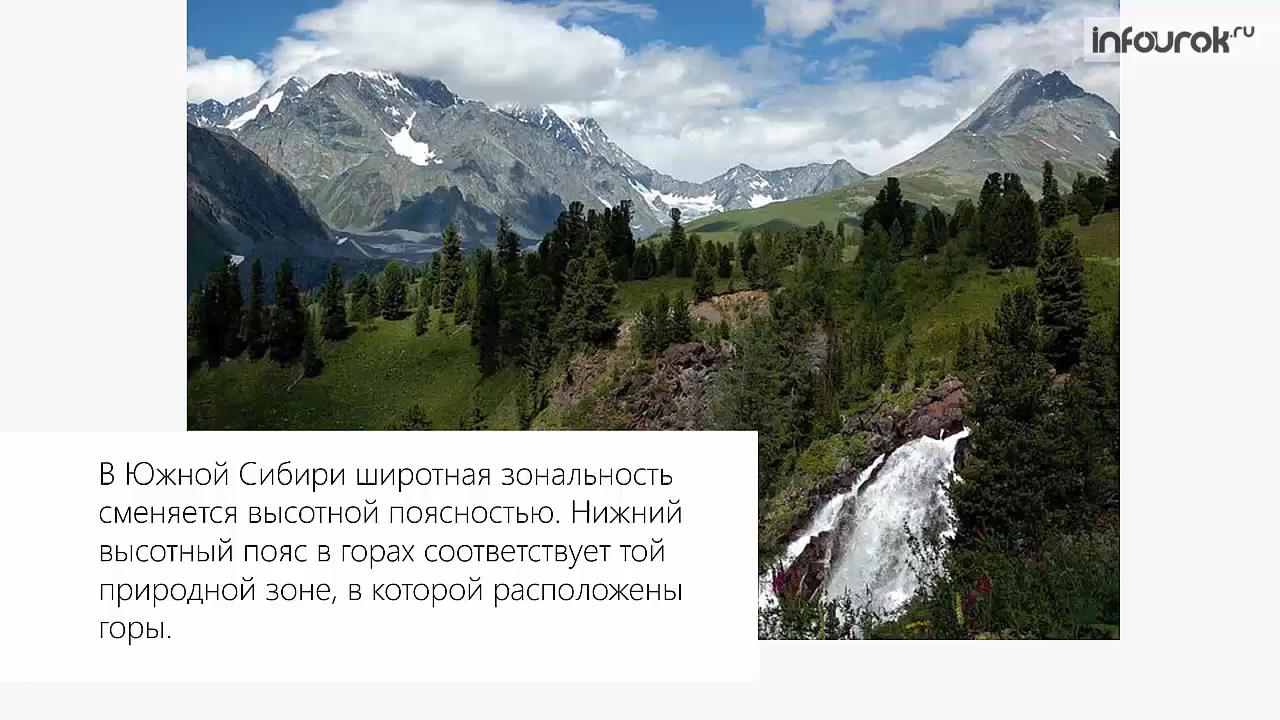 infourok.ru
В Южной Сибири широтная зональность
сменяется высотной поясностью. Нижний
высотный пояс в горах соответствует той
природной зоне, в которой расположены
горы.